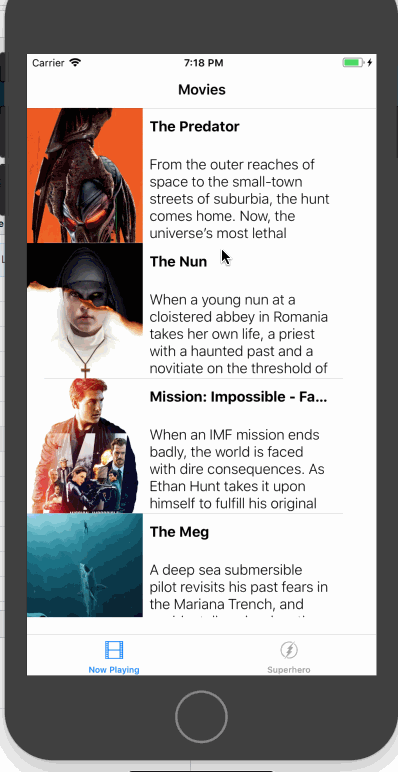 Carrier 7:18 PM
Movies
The Predator
From the outer reaches of
space to the small-town
streets of suburbia, the hunt
comes home. Now, the
universe’s most lethal
The Nun
When a young nun at a
cloistered abbey in Romania
takes her own life, a priest
with a haunted past and a
novitiate on the threshold of
Mission: Impossible - Fa...
When an IMF mission ends
badly, the world is faced
with dire consequences. As
Ethan Hunt takes it upon
himself to fulfill his original
The Meg
A deep sea submersible
pilot revisits his past fears in
the Mariana Trench, and
Now Playing
Superhero